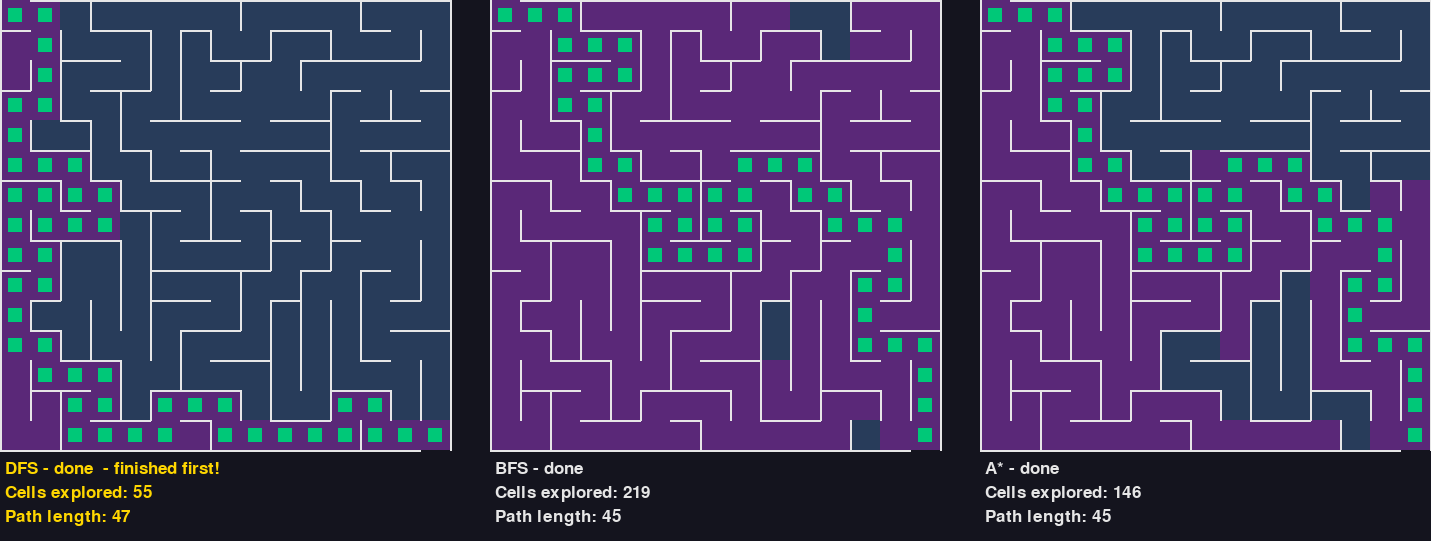 DFS - done  - finished first!
Cells explored: 55
Path length: 47
BFS - done
Cells explored: 219
Path length: 45
A* - done
Cells explored: 146
Path length: 45